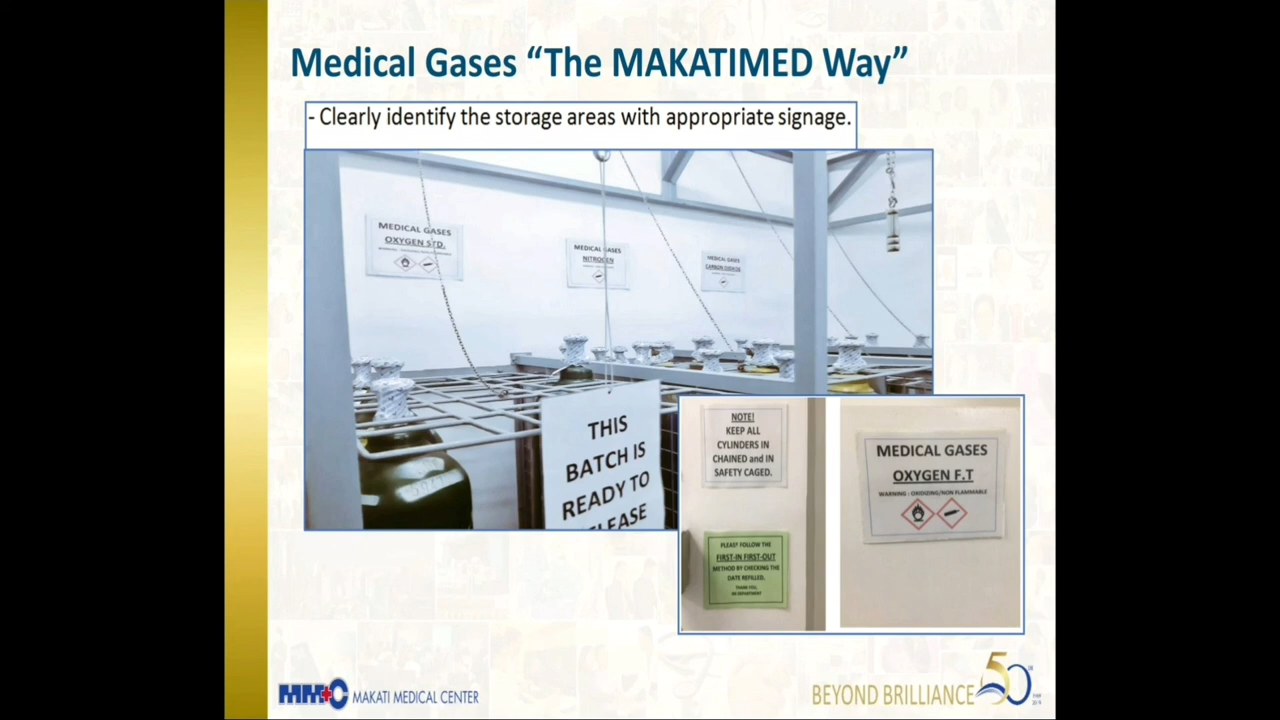 Medical Gases “The MAKATIMED Way”
- Clearly identify the storage areas with appropriate signage.
MEDICAL GASES
OXYGEN STD.
MEDICAL GASES
NITROGEN
MEDICAL GASES
CARBON DIOXIDE
THIS
BATCH IS
READY TO
NOTE!
KEEP ALL
CYLINDERS IN
CHAINED and IN
SAFETY CAGED.
PLEASE FOLLOW THE
FIRST-IN FIRST-OUT
METHOD BY CHECKING THE
DATE REFILLED.
THANK YOU,
MEDICAL GASES
OXYGEN F.T
WARNING : OXIDIZING/NON FLAMMABLE
MM+C MAKATI MEDICAL CENTER
BEYOND BRILLIANCE 50